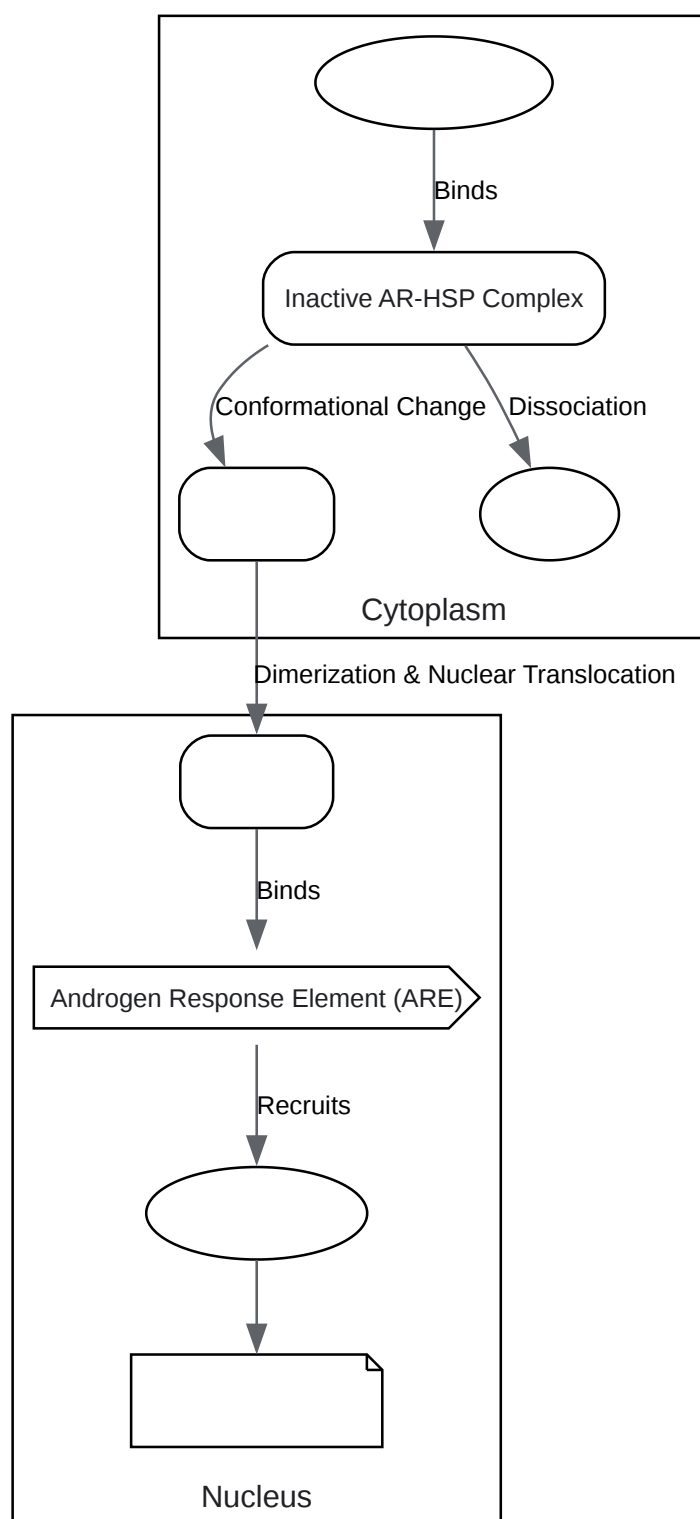 Binds
Inactive AR-HSP Complex
Conformational Change
Dissociation
Cytoplasm
Dimerization & Nuclear Translocation
Binds
Androgen Response Element (ARE)
Recruits
Nucleus